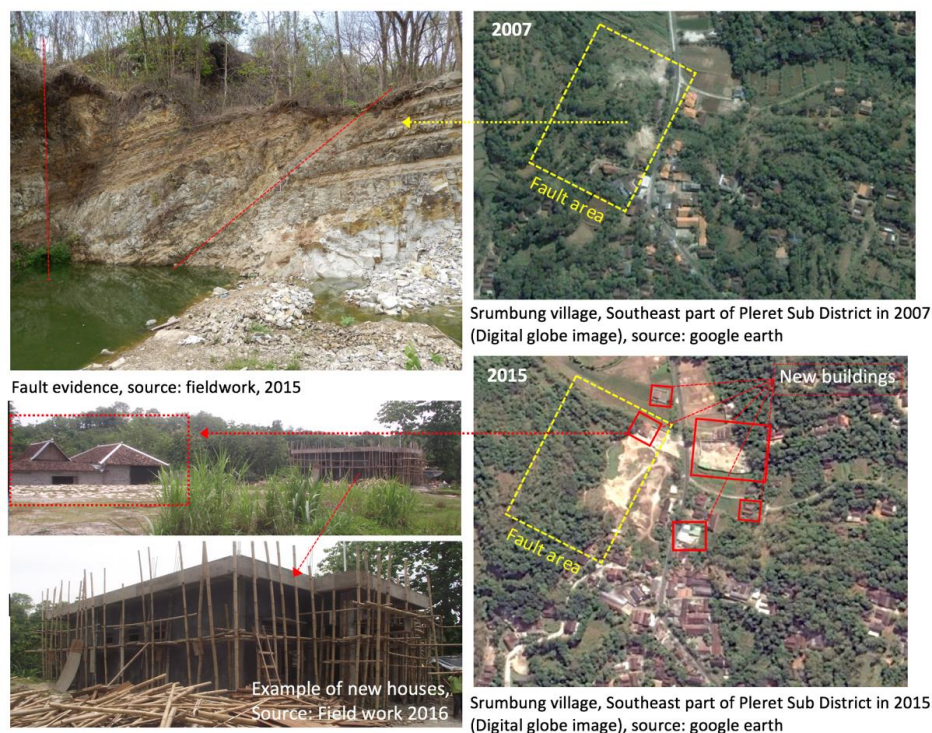 2007
Fault area
Srumbung village, Southeast part of Pleret Sub District in 2007
(Digital globe image), source: google earth
Fault evidence, source: fieldwork, 2015
2015
New buildings
Fault area
Example of new houses,
Source: Field work 2016
Srumbung village, Southeast part of Pleret Sub District in 2015
(Digital globe image), source: google earth